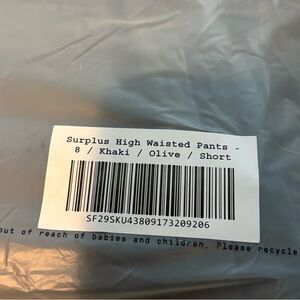 Surplus High Waisted Pants -
8 / Khaki / Olive / Short
SF29SKU43809173209206
out of reach of babies and children. Please recycle